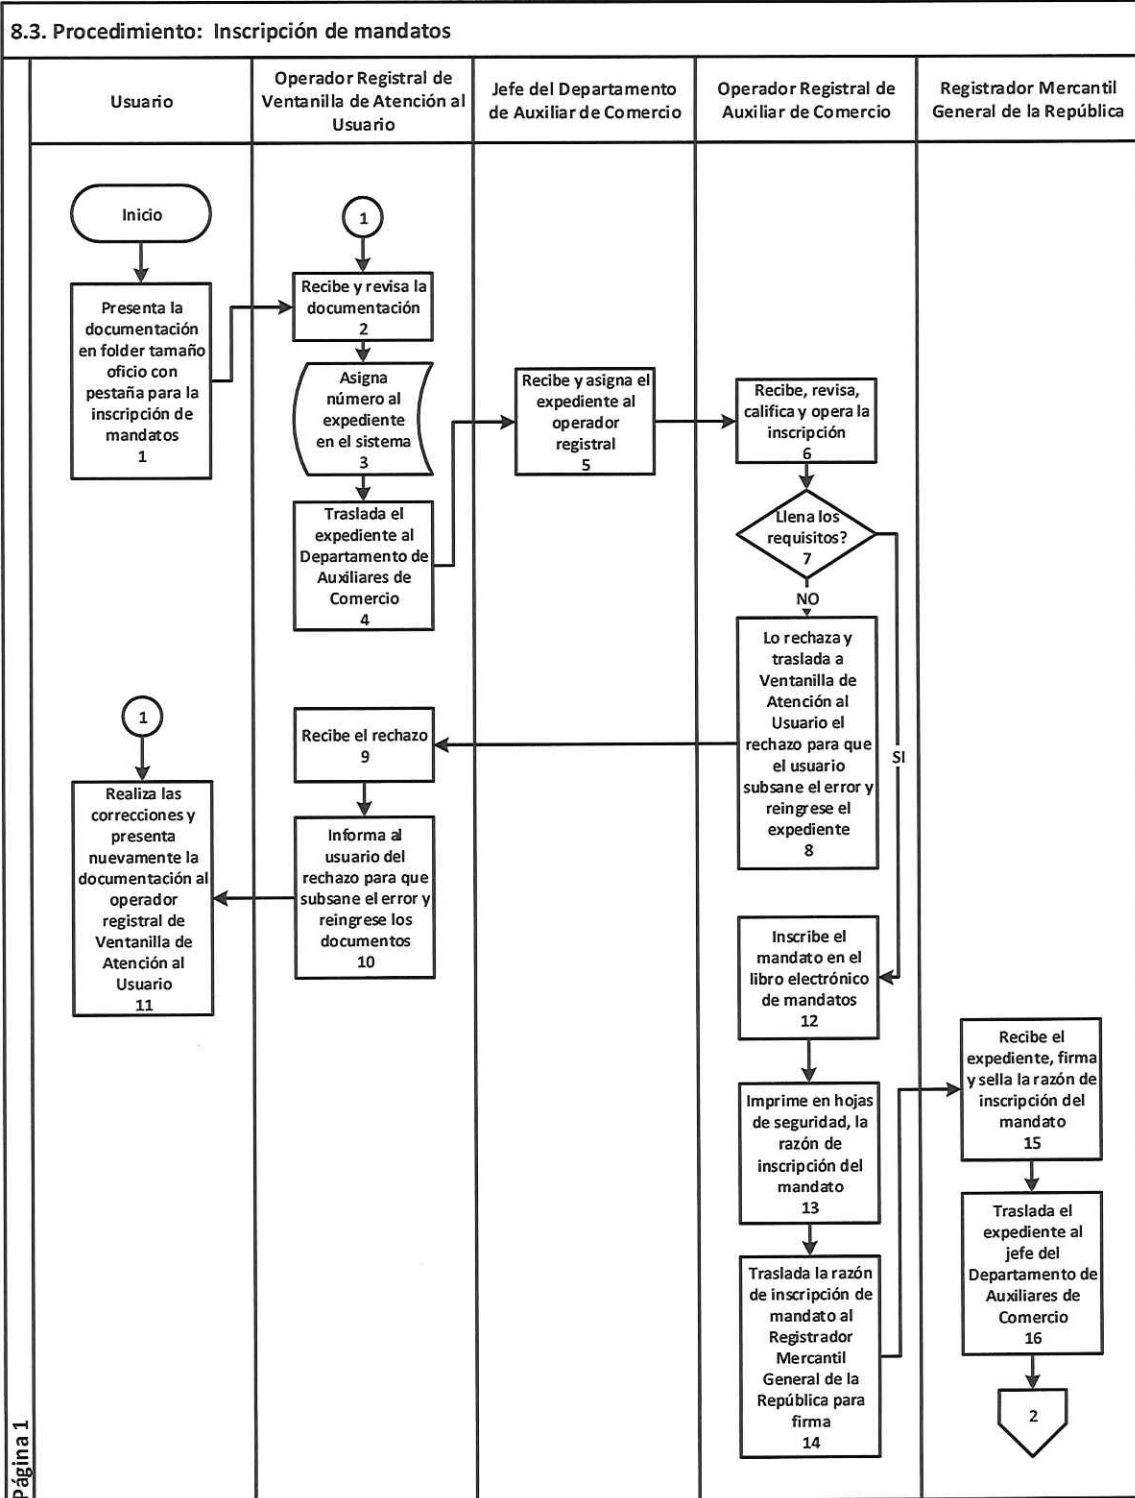 8.3. Procedimiento: Inscripción de mandatos
Usuario
Operador Registral de
Ventanilla de Atención al
Usuario
Jefe del Departamento
de Auxiliar de Comercio
Operador Registral de
Auxiliar de Comercio
Registrador Mercantil
General de la República
Inicio
Presenta la
documentación
en folder tamaño
oficio con
pestaña para la
inscripción de
mandatos
1
1
Recibe y revisa la
documentación
2
Asigna
número al
expediente
en el sistema
3
Traslada el
expediente al
Departamento de
Auxiliares de
Comercio
4
Recibe y asigna el
expediente al
operador
registral
5
Recibe, revisa,
califica y opera la
inscripción
6
Llena los
requisitos?
7
NO
SI
Lo rechaza y
traslada a
Ventanilla de
Atención al
Usuario el
rechazo para que
el usuario
subsane el error y
reingrese el
expediente
8
Recibe el rechazo
9
Informa al
usuario del
rechazo para que
subsane el error y
reingrese los
documentos
10
1
Realiza las
correcciones y
presenta
nuevamente la
documentación al
operador
registral de
Ventanilla de
Atención al
Usuario
11
Inscribe el
mandato en el
libro electrónico
de mandatos
12
Imprime en hojas
de seguridad, la
razón de
inscripción del
mandato
13
Traslada la razón
de inscripción de
mandato al
Registrador
Mercantil
General de la
República para
firma
14
Recibe el
expediente, firma
y sella la razón de
inscripción del
mandato
15
Traslada el
expediente al
jefe del
Departamento de
Auxiliares de
Comercio
16
2
Página 1